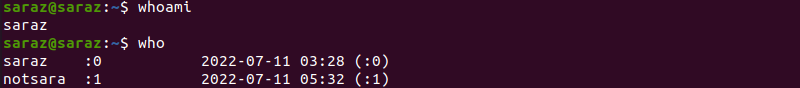 saraz@saraz:~$ whoami
saraz
saraz@saraz:~$ who
saraz    :0           2022-07-11 03:28 (:0)
notsara  :1           2022-07-11 05:32 (:1)